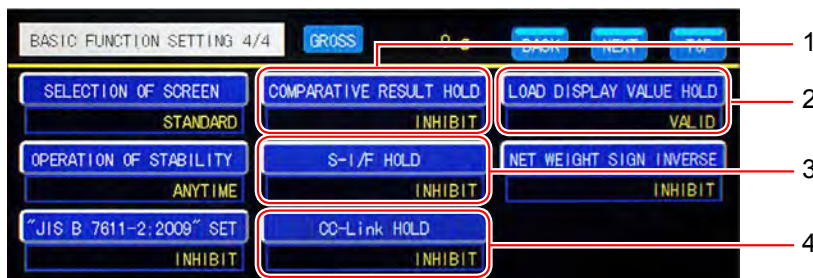 BASIC FUNCTION SETTING 4/4 GROSS BACK NEXT TOP 1
SELECTION OF SCREEN COMPARATIVE RESULT HOLD LOAD DISPLAY VALUE HOLD 2
STANDARD INHIBIT VALID
OPERATION OF STABILITY S-I/F HOLD NET WEIGHT SIGN INVERSE 3
ANYTIME INHIBIT INHIBIT
"JIS B 7611-2:2009" SET CC-Link HOLD 4
INHIBIT INHIBIT